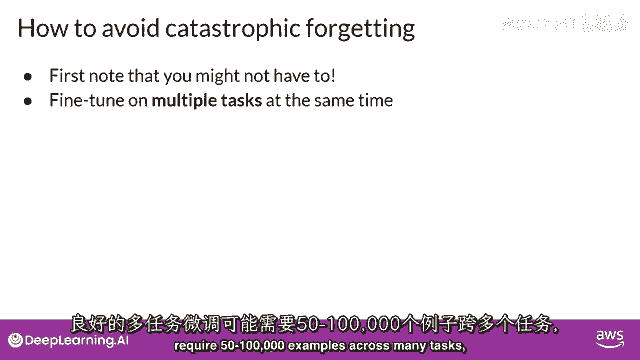 How to avoid catastrophic forgetting
● First note that you might not have to!
● Fine-tune on multiple tasks at the same time
良好的多任务微调可能需要50-100,000个例子跨多个任务,
require 50-100,000 examples across many tasks,
DeepLearning.AI
aws